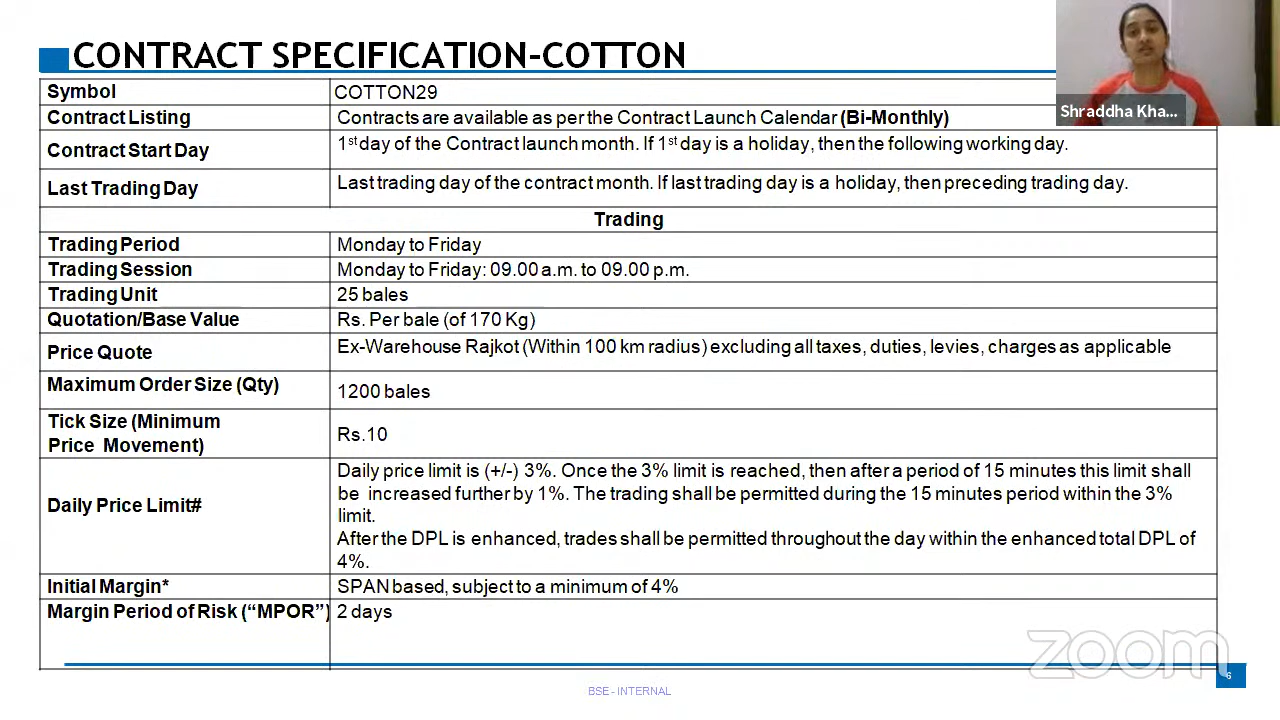 CONTRACT SPECIFICATION-COTTON
Shraddha Kha...
Symbol COTTON29
Contract Listing Contracts are available as per the Contract Launch Calendar (Bi-Monthly)
Contract Start Day 1st day of the Contract launch month. If 1st day is a holiday, then the following working day.
Last Trading Day Last trading day of the contract month. If last trading day is a holiday, then preceding trading day.
Trading
Trading Period Monday to Friday
Trading Session Monday to Friday: 09.00 a.m. to 09.00 p.m.
Trading Unit 25 bales
Quotation/Base Value Rs. Per bale (of 170 Kg)
Price Quote Ex-Warehouse Rajkot (Within 100 km radius) excluding all taxes, duties, levies, charges as applicable
Maximum Order Size (Qty) 1200 bales
Tick Size (Minimum
Price Movement) Rs.10
Daily Price Limit# Daily price limit is (+/-) 3%. Once the 3% limit is reached, then after a period of 15 minutes this limit shall
be increased further by 1%. The trading shall be permitted during the 15 minutes period within the 3%
limit.
After the DPL is enhanced, trades shall be permitted throughout the day within the enhanced total DPL of
4%.
Initial Margin* SPAN based, subject to a minimum of 4%
Margin Period of Risk (“MPOR”) 2 days
zoom
6
BSE - INTERNAL